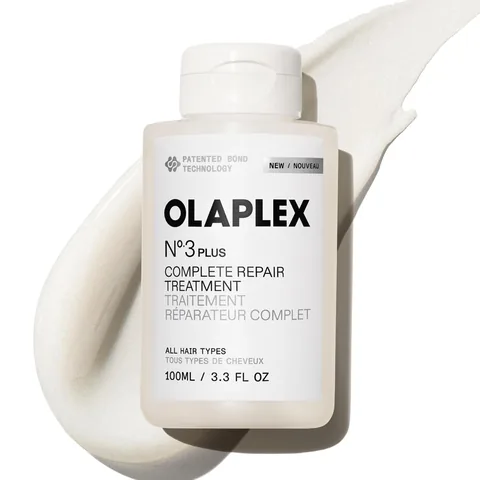 PATENTED BOND
TECHNOLOGY
NEW / NOUVEAU
OLAPLEX
Nº.3 PLUS
COMPLETE REPAIR
TREATMENT
TRAITEMENT
RÉPARATEUR COMPLET
ALL HAIR TYPES
TOUS TYPES DE CHEVEUX
100ML / 3.3 FL OZ